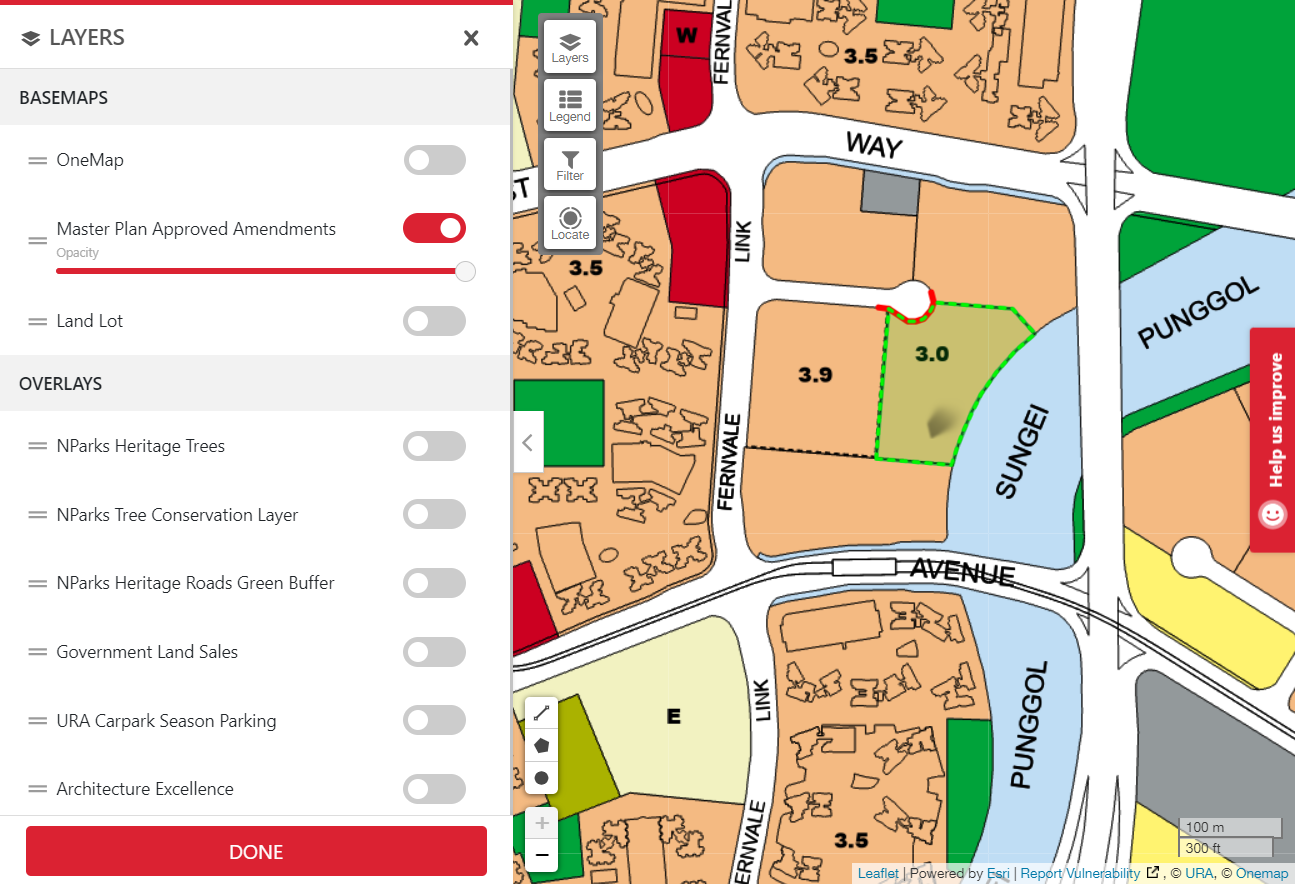 LAYERS
BASEMAPS
OneMap
Master Plan Approved Amendments
Opacity
Land Lot
OVERLAYS
NParks Heritage Trees
NParks Tree Conservation Layer
NParks Heritage Roads Green Buffer
Government Land Sales
URA Carpark Season Parking
Architecture Excellence
DONE
Layers
Legend
Filter
Locate
W
FERNVAL
3.5
WAY
ST
LINK
3.5
PUNGGOL
3.0
3.9
Help us improve
SUNGEI
FERNVALE
AVENUE
E
LINK
PUNGGOL
ERNVALE
3.5
100 m
300 ft
Leaflet | Powered by Esri | Report Vulnerability , © URA, © Onemap